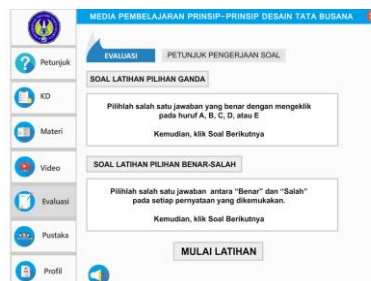 MEDIA PEMBELAJARAN PRINSIP-PRINSIP DESAIN TATA BUSANA
EVALUASI
PETUNJUK PENGERJAAN SOAL
Petunjuk
KD
Materi
Video
Evaluasi
Pustaka
Profil
SOAL LATIHAN PILIHAN GANDA
Pilihlah salah satu jawaban yang benar dengan mengeklik
pada huruf A, B, C, D, atau E
Kemudian, klik Soal Berikutnya
SOAL LATIHAN PILIHAN BENAR-SALAH
Pilihlah salah satu jawaban antara “Benar” dan “Salah”
pada setiap pernyataan yang dikemukakan.
Kemudian, klik Soal Berikutnya
MULAI LATIHAN